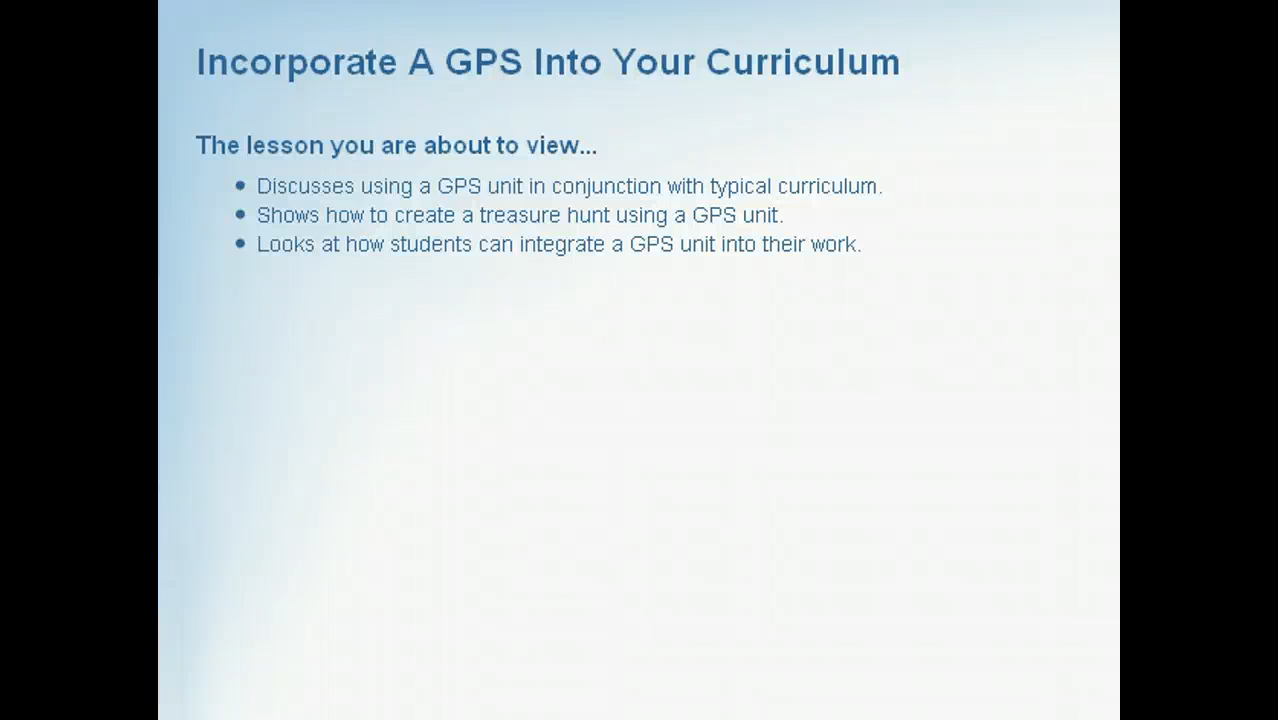 Incorporate A GPS Into Your Curriculum
The lesson you are about to view...
• Discusses using a GPS unit in conjunction with typical curriculum.
• Shows how to create a treasure hunt using a GPS unit.
• Looks at how students can integrate a GPS unit into their work.